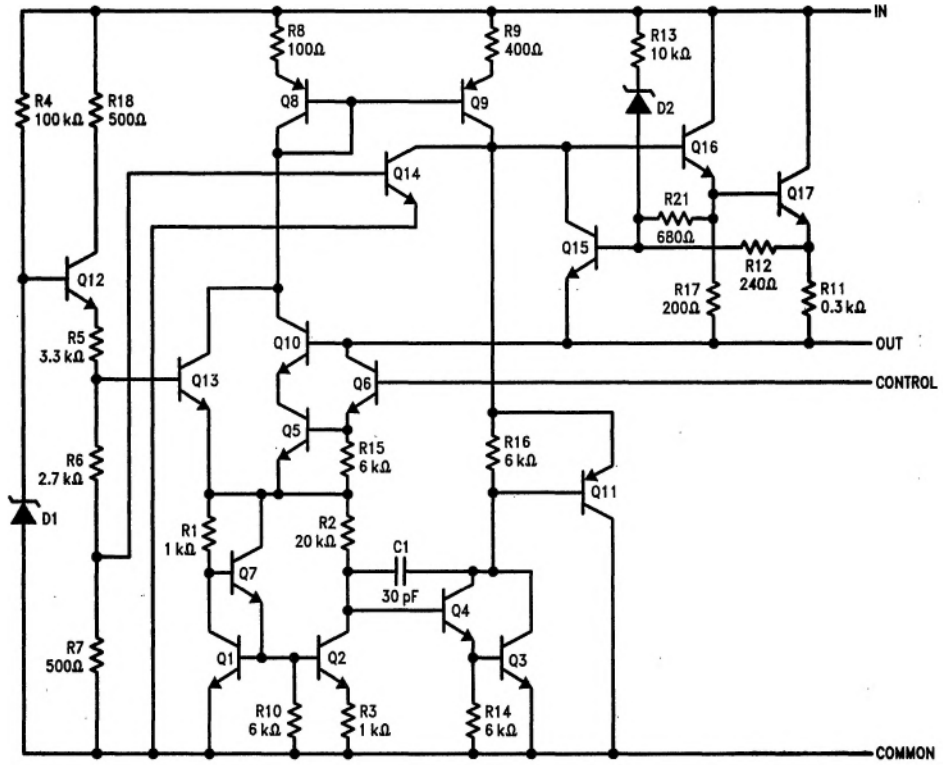 IN
R8
100Ω
R9
400Ω
R13
10 kΩ
R4
100 kΩ
R18
500Ω
Q8
Q9
D2
Q14
Q16
Q17
R21
680Ω
Q15
R12
240Ω
Q12
R17
200Ω
R11
0.3 kΩ
R5
3.3 kΩ
Q10
OUT
Q13
Q6
CONTROL
Q5
R15
6 kΩ
R16
6 kΩ
R6
2.7 kΩ
Q11
D1
R1
1 kΩ
R2
20 kΩ
C1
30 pF
Q7
Q4
R7
500Ω
Q1
Q2
Q3
R10
6 kΩ
R3
1 kΩ
R14
6 kΩ
COMMON